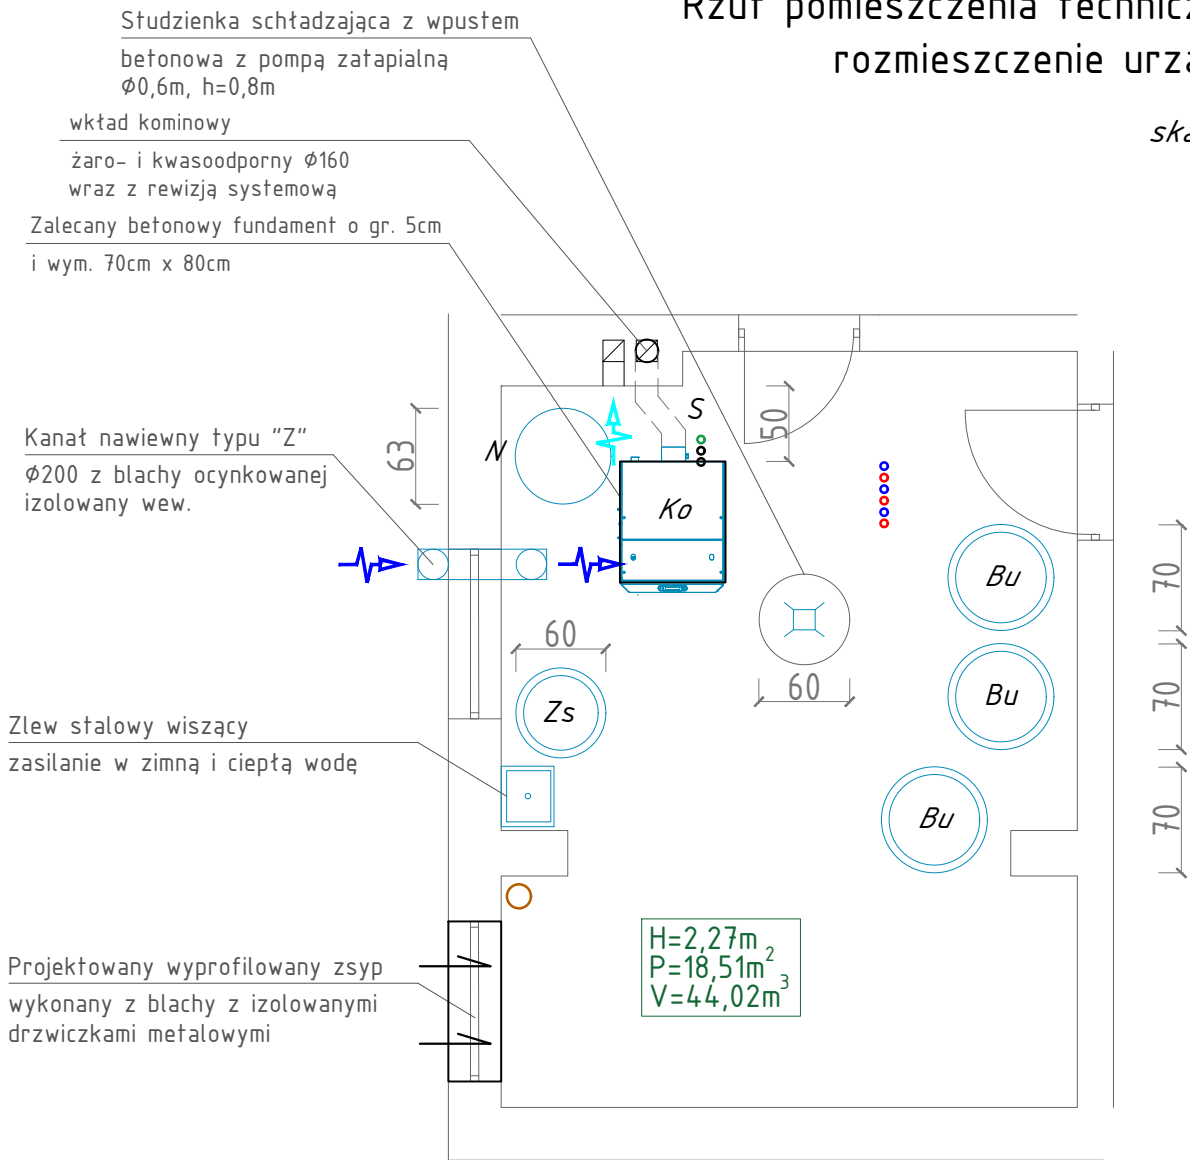 Rzut pomieszczenia
rozmieszczenie
Studzienka schładzająca z wpustem
betonowa z pompą zatapialną
Ø0,6m, h=0,8m
wkład kominowy
żaro- i kwasoodporny Ø160
wraz z rewizją systemową
Zalecany betonowy fundament o gr. 5cm
i wym. 70cm x 80cm
S
50
63
N
Kanał nawiewny typu "Z"
Ø200 z blachy ocynkowanej
izolowany wew.
Ko
Bu
70
60
60
Zs
Bu
70
Zlew stalowy wiszący
zasilanie w zimną i ciepłą wodę
Bu
70
H=2,27m
P=18,51m²
V=44,02m³
Projektowany wyprofilowany zsyp
wykonany z blachy z izolowanymi
drzwiczkami metalowymi